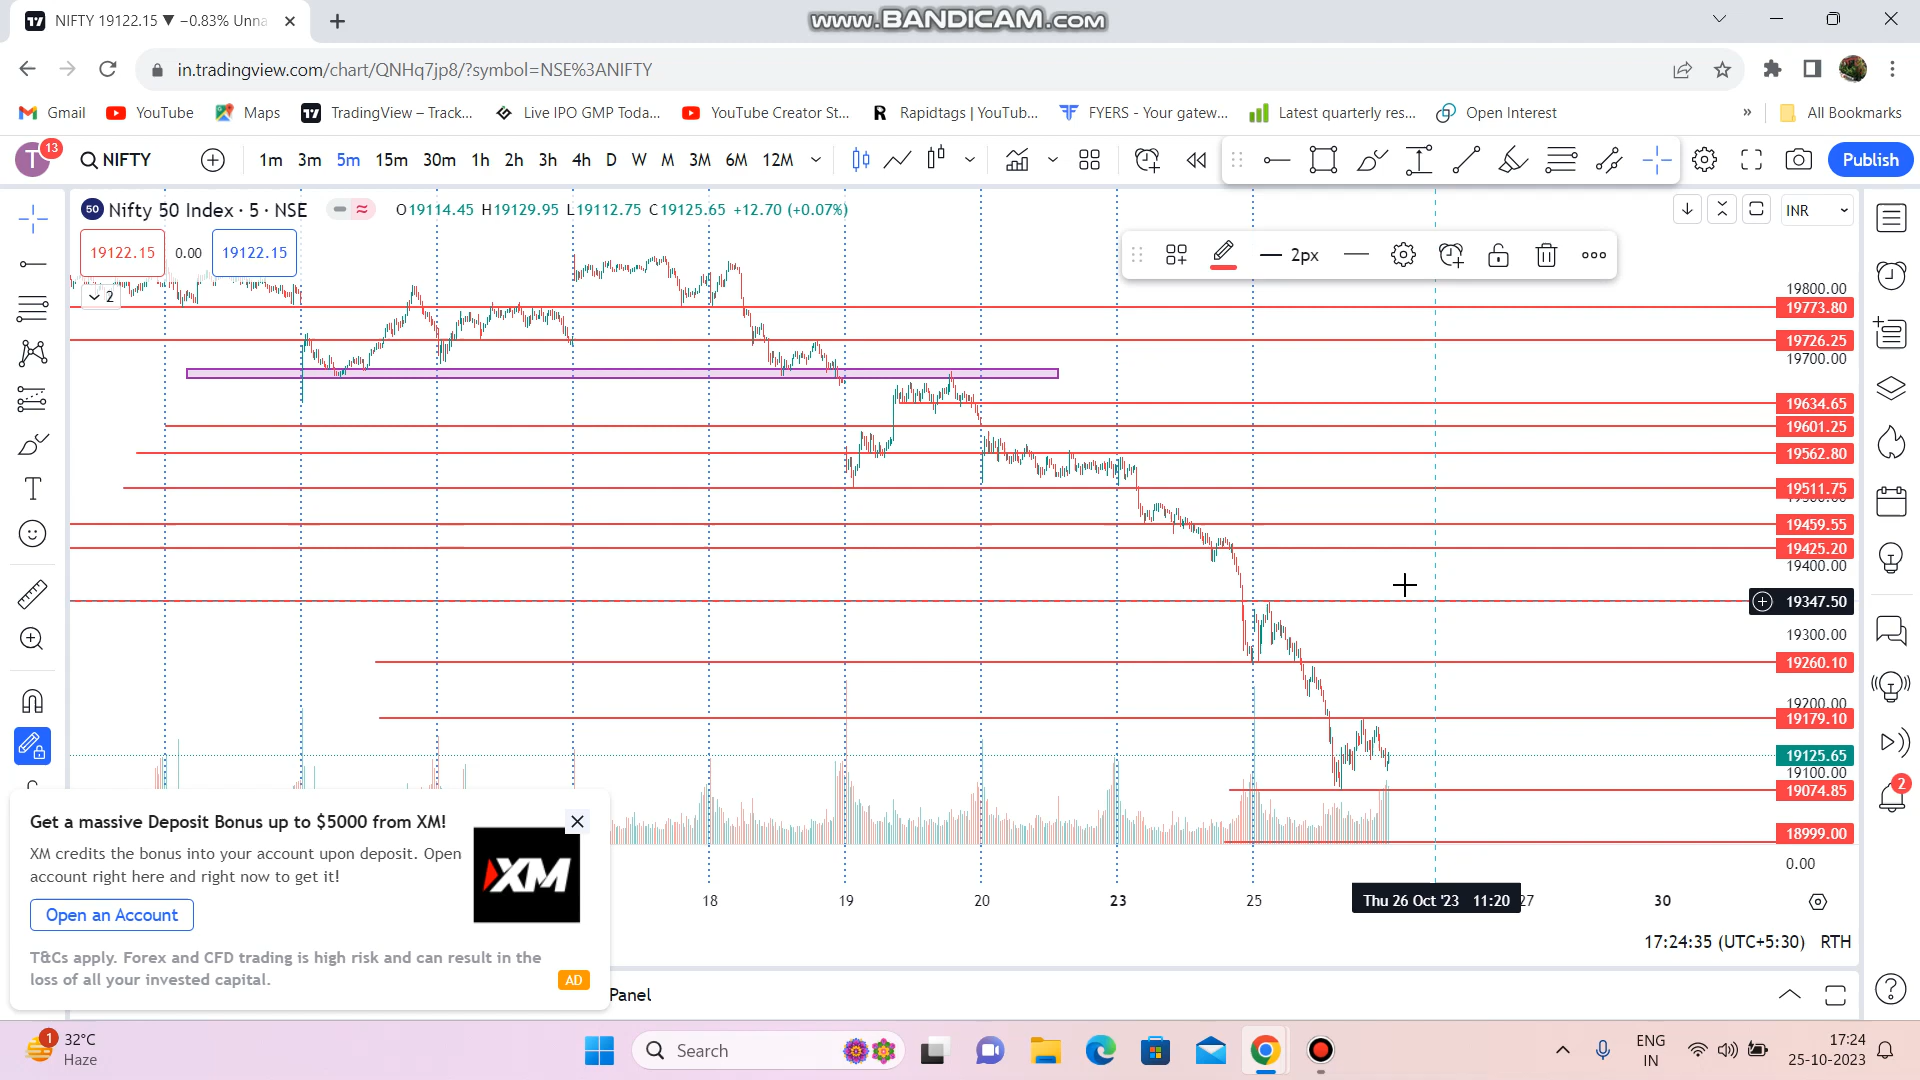 NIFTY 19122.15 ▼ −0.83% Unna
www.BANDICAM.com
in.tradingview.com/chart/QNHq7jp8/?symbol=NSE%3ANIFTY
Gmail YouTube Maps TradingView – Track... Live IPO GMP Toda... YouTube Creator St... Rapidtags | YouTub... FYERS - Your gatew... Latest quarterly res... Open Interest » All Bookmarks
T 13 NIFTY 1m 3m 5m 15m 30m 1h 2h 3h 4h D W M 3M 6M 12M Publish
50 Nifty 50 Index · 5 · NSE O19114.45 H19129.95 L19112.75 C19125.65 +12.70 (+0.07%) INR
19122.15 0.00 19122.15
2px
2
19800.00
19773.80
19726.25
19700.00
19634.65
19601.25
19562.80
19511.75
19459.55
19425.20
19400.00
19347.50
19300.00
19260.10
19200.00
19179.10
19125.65
19100.00
19074.85
18999.00
0.00
2
18 19 20 23 25 Thu 26 Oct '23 11:20 27 30
17:24:35 (UTC+5:30) RTH
Get a massive Deposit Bonus up to $5000 from XM!
XM credits the bonus into your account upon deposit. Open
account right here and right now to get it!
XM
Open an Account
T&Cs apply. Forex and CFD trading is high risk and can result in the
loss of all your invested capital.
AD
Panel
1 32°C
Haze
Search
ENG
IN
17:24
25-10-2023